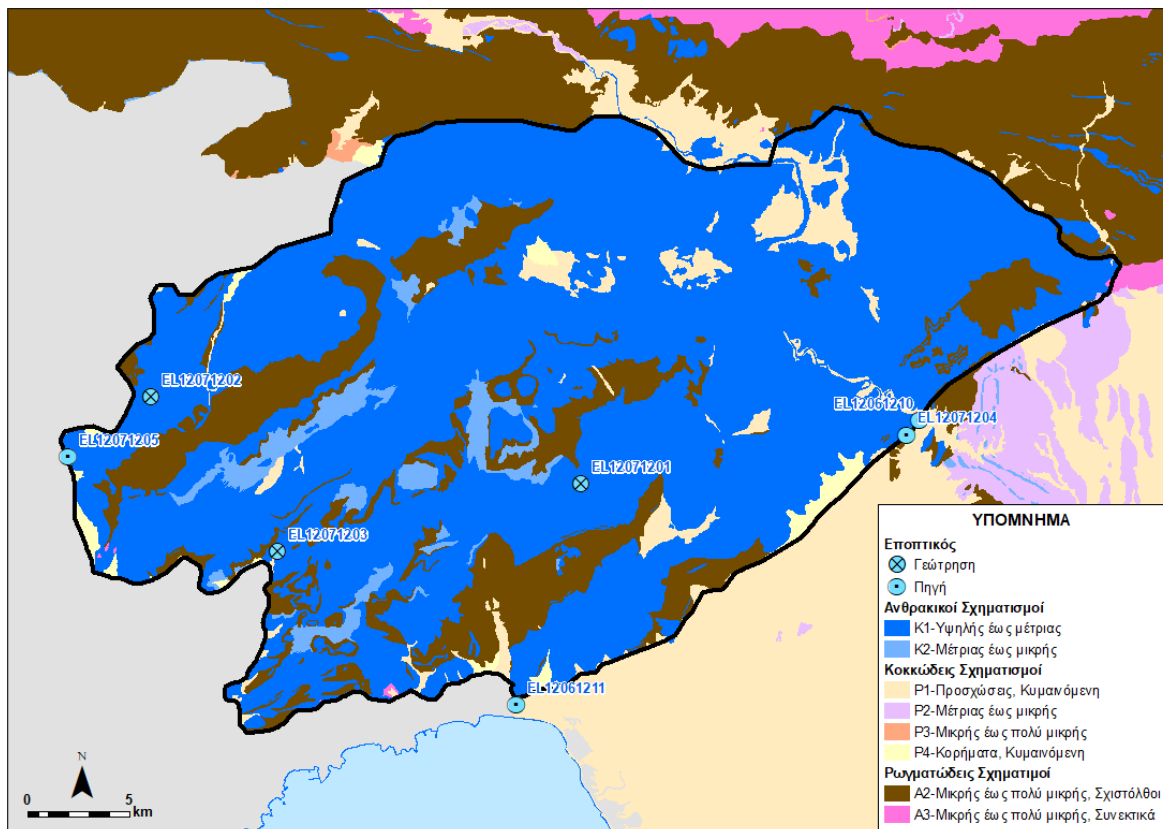 EL12071202
EL12071205
EL12061210
EL12071204
EL12071201
EL12071203
EL12061211
N
0 5
km
ΥΠΟΜΝΗΜΑ
Εποπτικός
Γεώτρηση
Πηγή
Ανθρακικοί Σχηματισμοί
Κ1-Υψηλής έως μέτριας
Κ2-Μέτριας έως μικρής
Κοκκώδεις Σχηματισμοί
Ρ1-Προσχώσεις, Κυμαινόμενη
Ρ2-Μέτριας έως μικρής
Ρ3-Μικρής έως πολύ μικρής
Ρ4-Κορήματα, Κυμαινόμενη
Ρωγματώδεις Σχηματιμοί
Α2-Μικρής έως πολύ μικρής, Σχιστόλθοι
Α3-Μικρής έως πολύ μικρής, Συνεκτικά